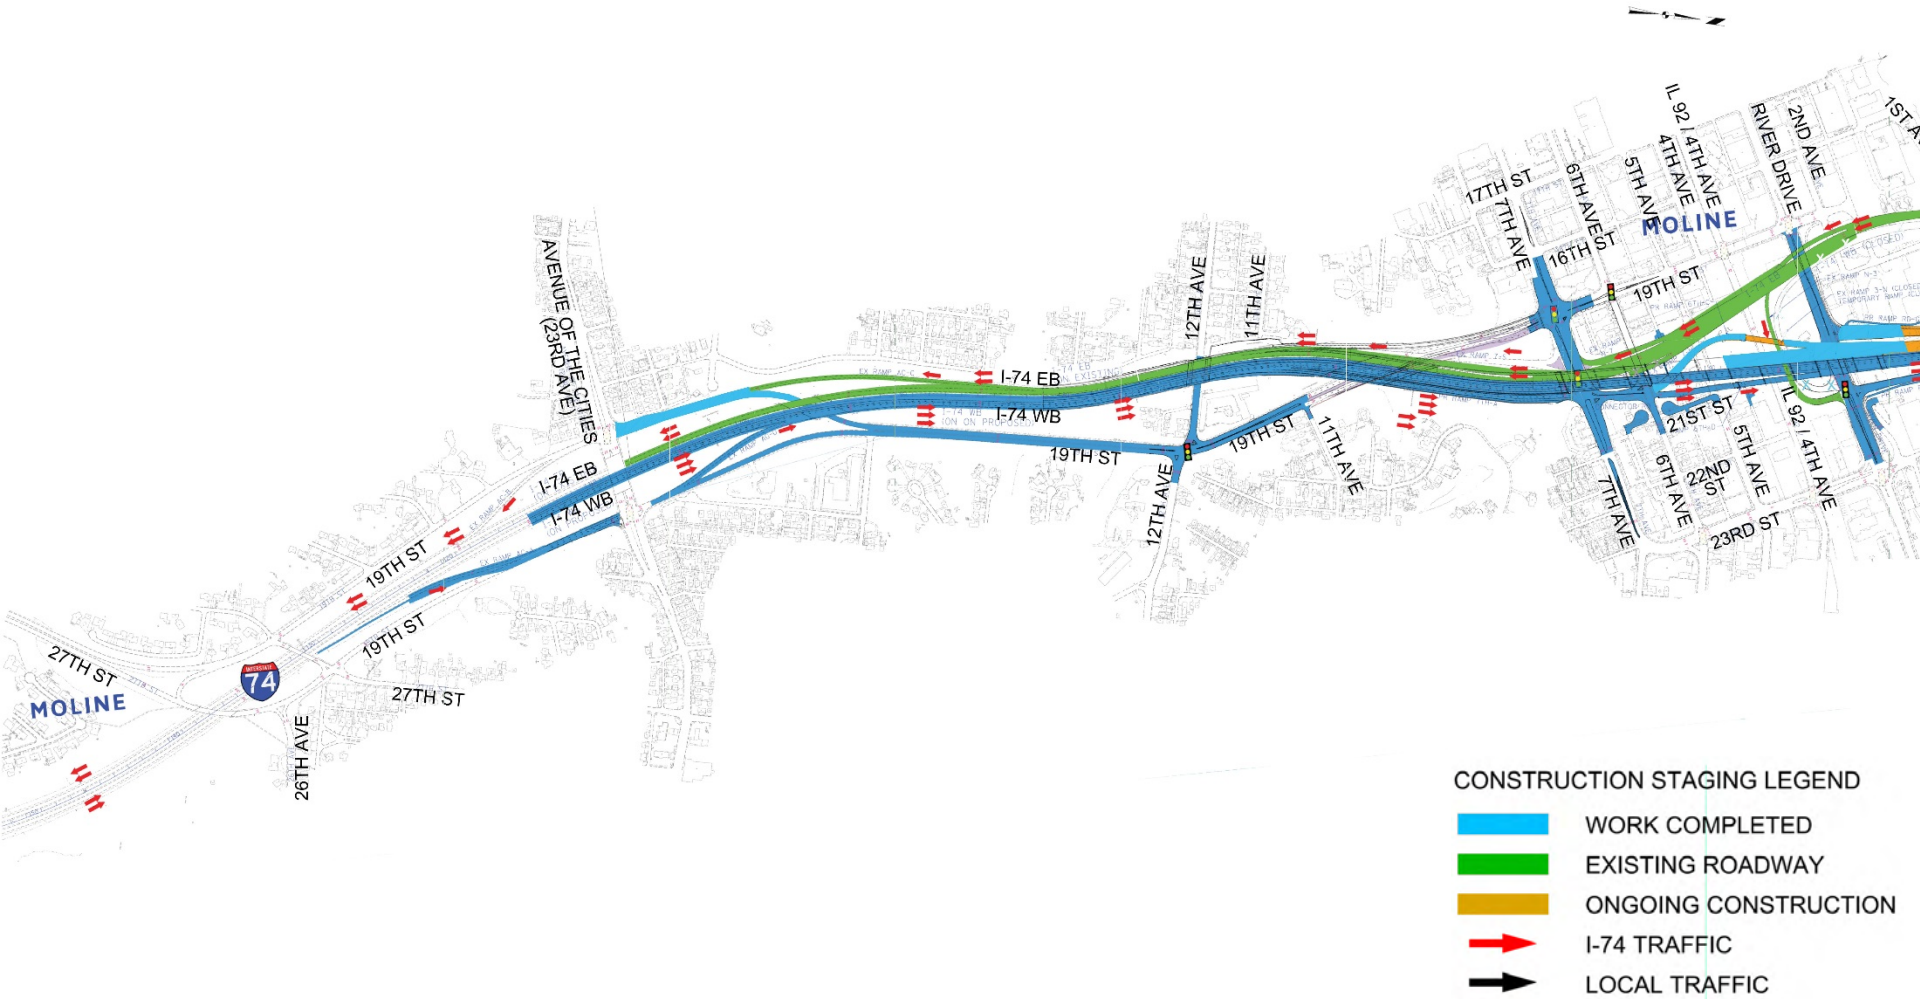 IL 92 / 4TH AVE
4TH AVE
RIVER DRIVE
2ND AVE
1ST A
17TH ST
7TH AVE
6TH AVE
5TH AVE
MOLINE
16TH ST
19TH ST
AVENUE OF THE CITIES
(23RD AVE)
12TH AVE
11TH AVE
I-74 EB
I-74 WB
19TH ST
12TH AVE
19TH ST
11TH AVE
21ST ST
22ND
ST
5TH AVE
6TH AVE
7TH AVE
IL 92 / 4TH AVE
23RD ST
I-74 EB
I-74 WB
19TH ST
19TH ST
27TH ST
INTERSTATE
74
MOLINE
27TH ST
26TH AVE
CONSTRUCTION STAGING LEGEND
WORK COMPLETED
EXISTING ROADWAY
ONGOING CONSTRUCTION
I-74 TRAFFIC
LOCAL TRAFFIC